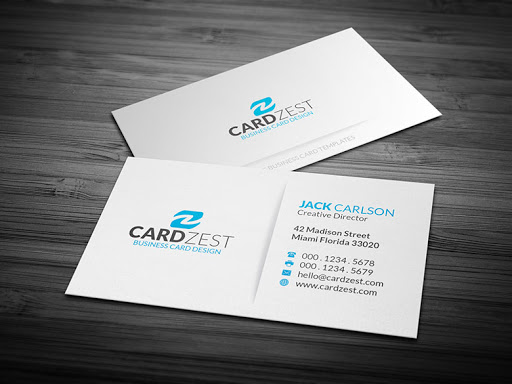 CARDZEST
BUSINESS CARD DESIGN
BUSINESS CARD TEMPLATES
CARDZEST
BUSINESS CARD DESIGN
JACK CARLSON
Creative Director
42 Madison Street
Miami Florida 33020
000 . 1234 . 5678
000 . 1234 . 5679
hello@cardzest.com
www.cardzest.com